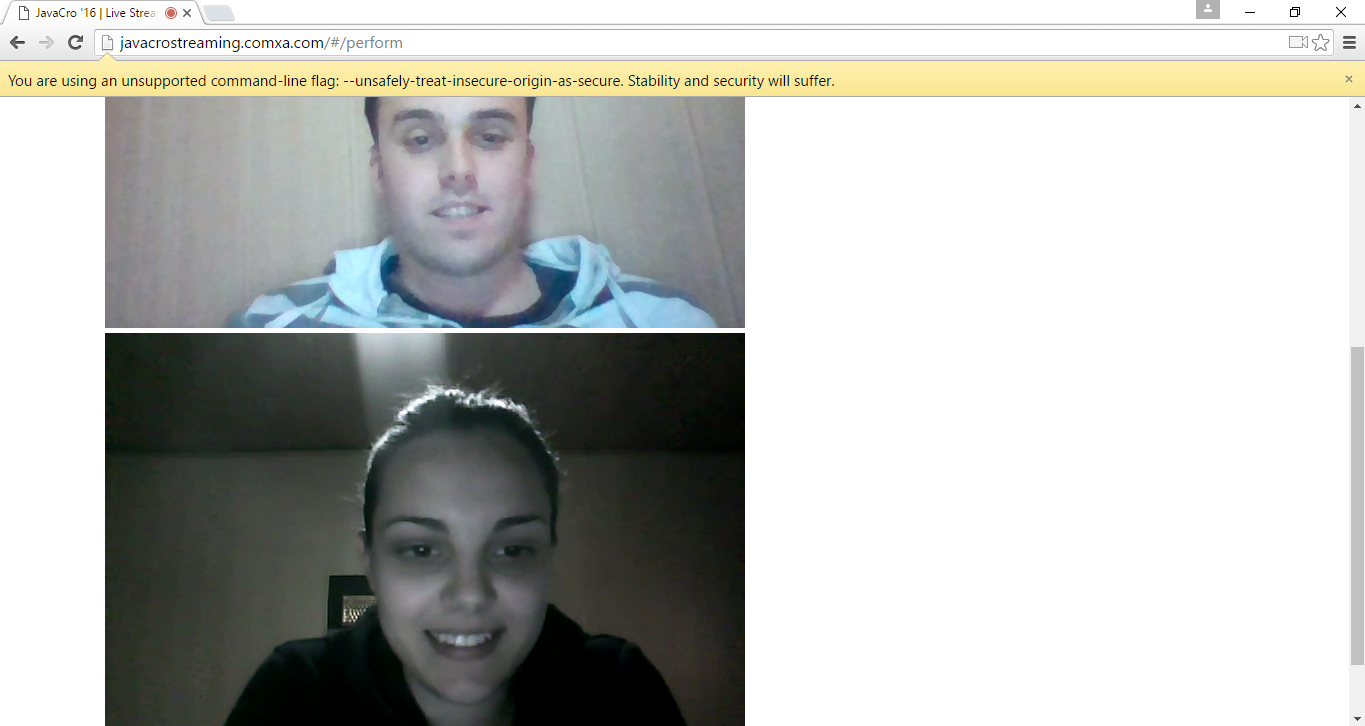 JavaCro '16 | Live Strea
javacrostreaming.comxa.com/#/perform
You are using an unsupported command-line flag: --unsafely-treat-insecure-origin-as-secure. Stability and security will suffer.